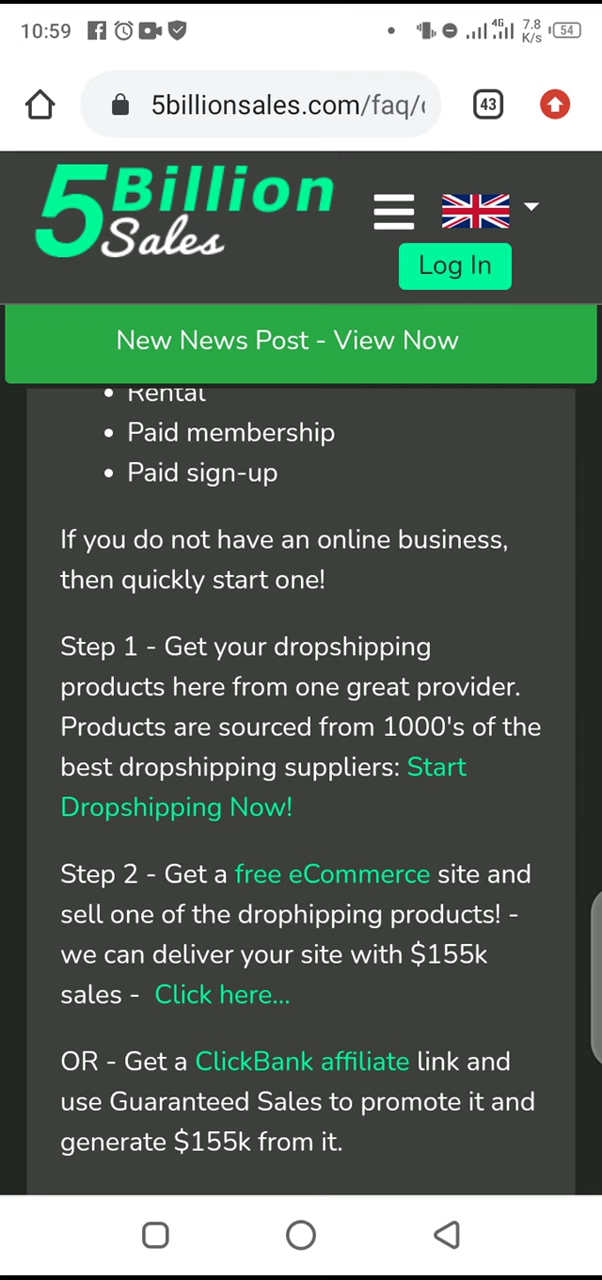 10:59
4G
7.8
K/s
54
5billionsales.com/faq/
43
5 Billion
Sales
Log In
New News Post - View Now
• Rental
• Paid membership
• Paid sign-up
If you do not have an online business,
then quickly start one!
Step 1 - Get your dropshipping
products here from one great provider.
Products are sourced from 1000's of the
best dropshipping suppliers: Start
Dropshipping Now!
Step 2 - Get a free eCommerce site and
sell one of the drophipping products! -
we can deliver your site with $155k
sales - Click here...
OR - Get a ClickBank affiliate link and
use Guaranteed Sales to promote it and
generate $155k from it.